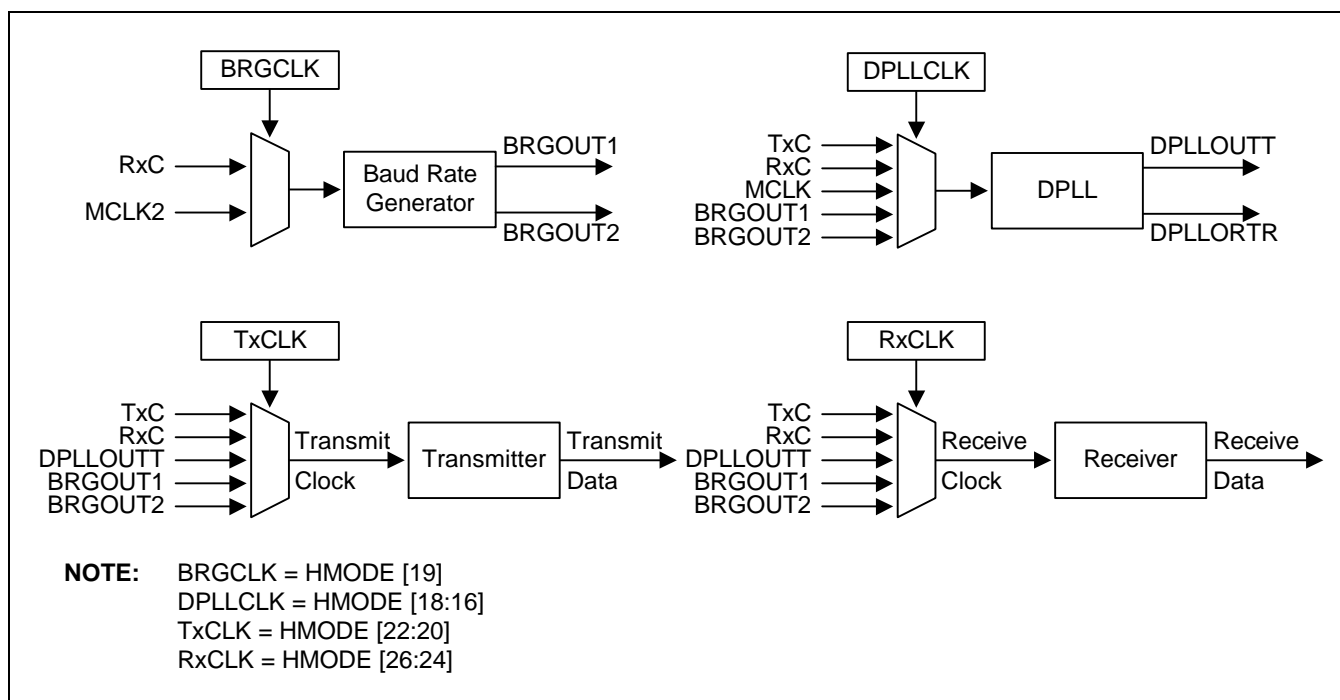 BRGCLK
RxC
MCLK2
Baud Rate
Generator
BRGOUT1
BRGOUT2
DPLLCLK
TxC
RxC
MCLK
BRGOUT1
BRGOUT2
DPLL
DPLLOUTT
DPLLORTR
TxCLK
TxC
RxC
DPLLOUTT
BRGOUT1
BRGOUT2
Transmit
Clock
Transmitter
Transmit
Data
RxCLK
TxC
RxC
DPLLOUTT
BRGOUT1
BRGOUT2
Receive
Clock
Receiver
Receive
Data
NOTE: BRGCLK = HMODE [19]
DPLLCLK = HMODE [18:16]
TxCLK = HMODE [22:20]
RxCLK = HMODE [26:24]